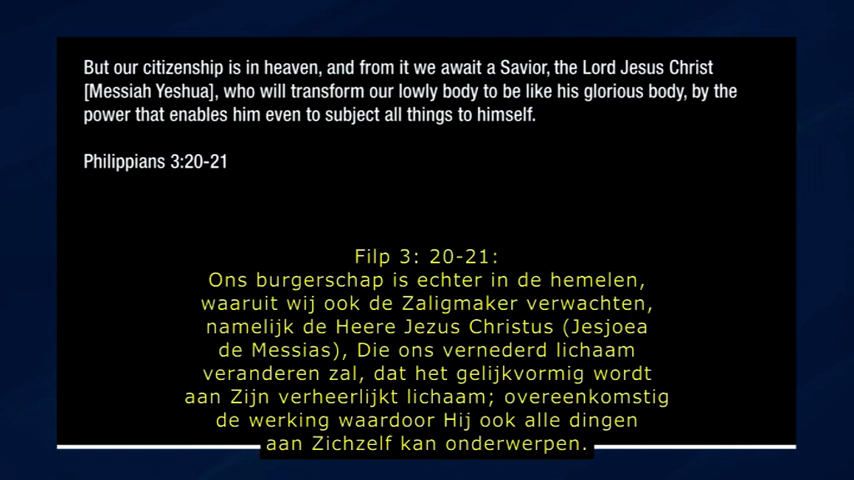 But our citizenship is in heaven, and from it we await a Savior, the Lord Jesus Christ
[Messiah Yeshua], who will transform our lowly body to be like his glorious body, by the
power that enables him even to subject all things to himself.
Philippians 3:20-21
Filp 3: 20-21:
Ons burgerschap is echter in de hemelen,
waaruit wij ook de Zaligmaker verwachten,
namelijk de Heere Jezus Christus (Jesjoea
de Messias), Die ons vernederd lichaam
veranderen zal, dat het gelijkvormig wordt
aan Zijn verheerlijkt lichaam; overeenkomstig
de werking waardoor Hij ook alle dingen
aan Zichzelf kan onderwerpen.